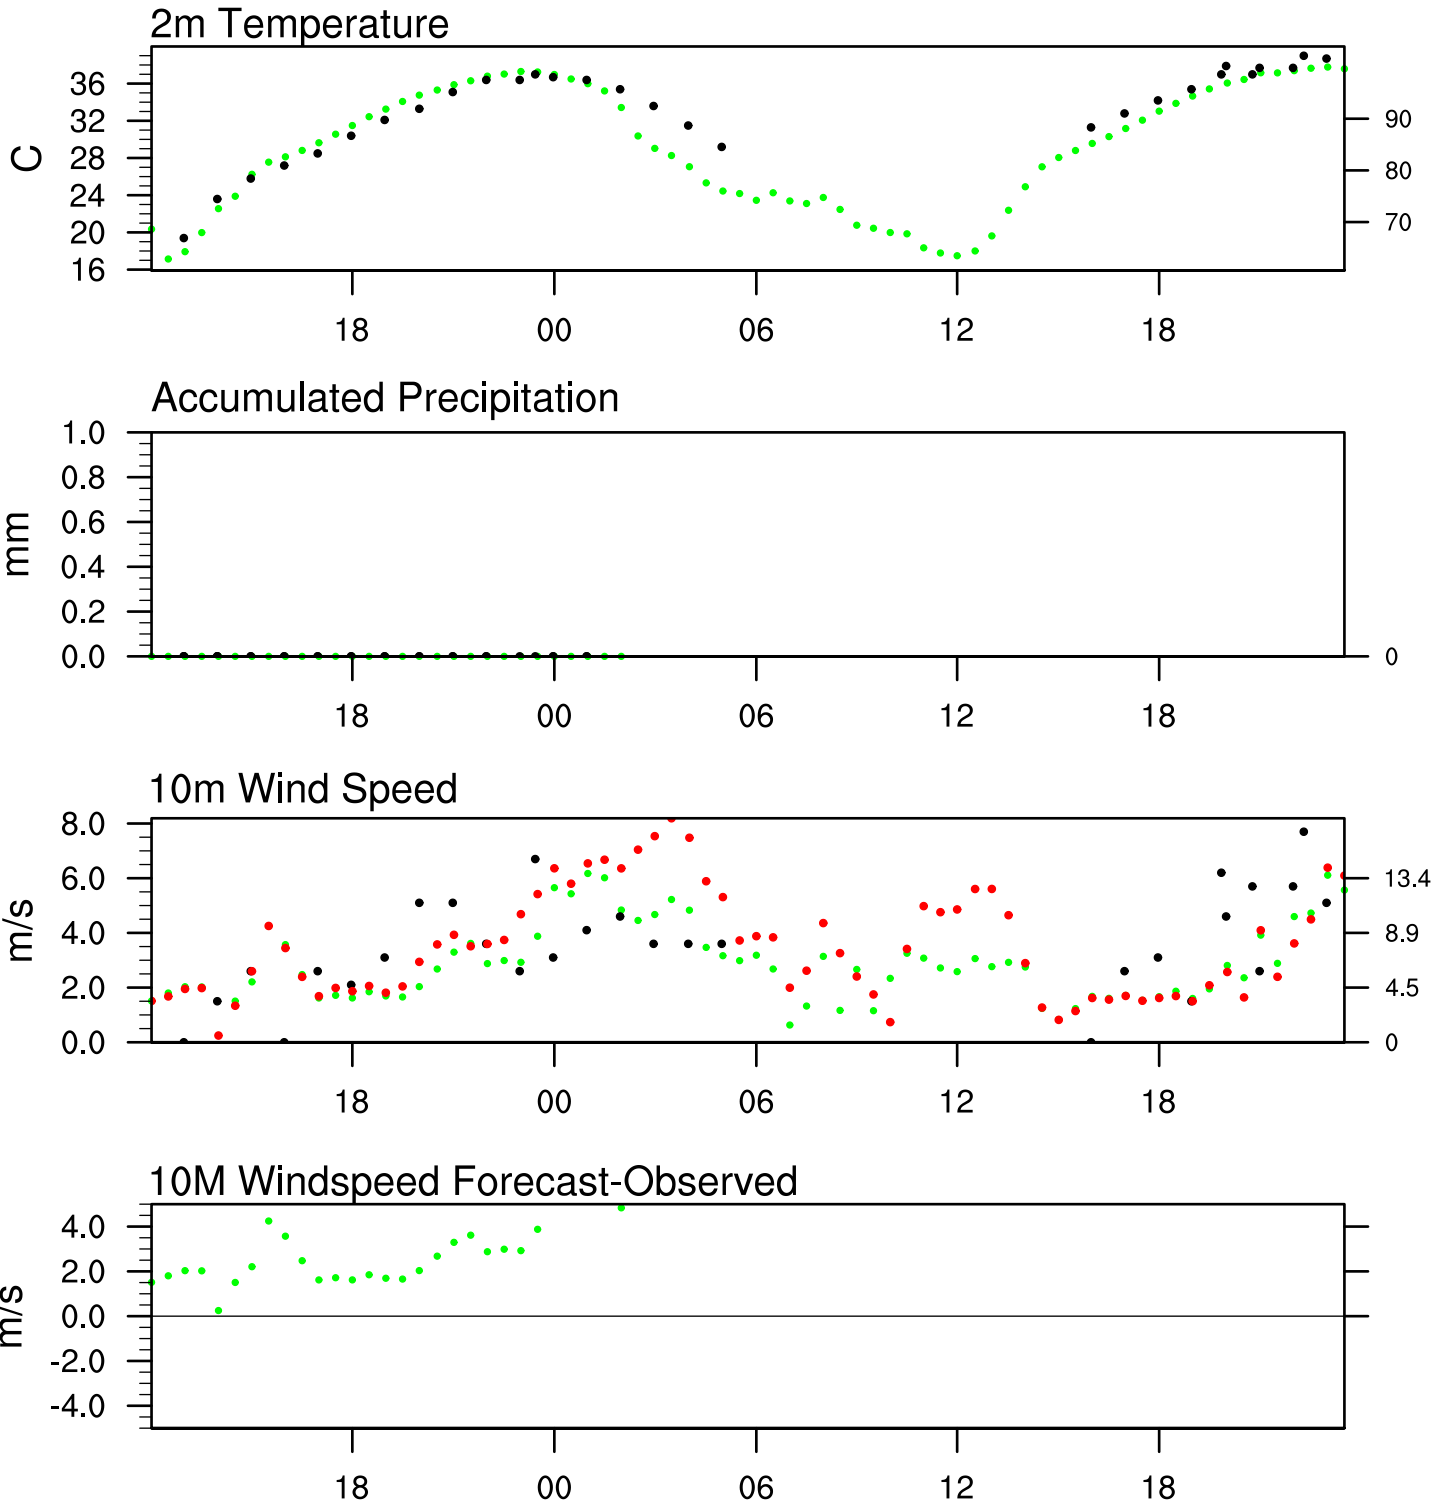 2m Temperature
C
36
32
28
24
20
16
90
80
70
18 00 06 12 18
Accumulated Precipitation
mm
1.0
0.8
0.6
0.4
0.2
0.0
0
18 00 06 12 18
10m Wind Speed
m/s
8.0
6.0
4.0
2.0
0.0
13.4
8.9
4.5
0
18 00 06 12 18
10M Windspeed Forecast-Observed
m/s
4.0
2.0
0.0
-2.0
-4.0
18 00 06 12 18